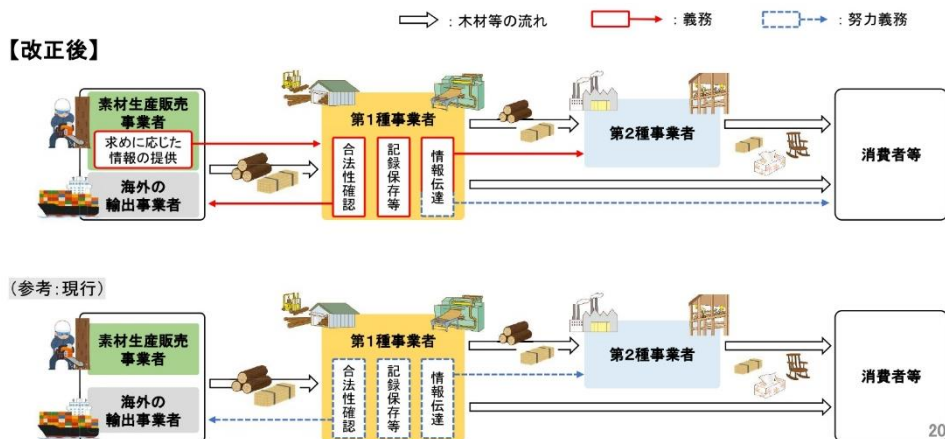 ：木材等の流れ
：義務
：努力義務
【改正後】
素材生産販売
事業者
求めに応じた
情報の提供
海外の
輸出事業者
第1種事業者
合法性確認
記録保存等
情報伝達
第2種事業者
消費者等
（参考：現行）
素材生産販売
事業者
海外の
輸出事業者
第1種事業者
合法性確認
記録保存等
情報伝達
第2種事業者
消費者等
20